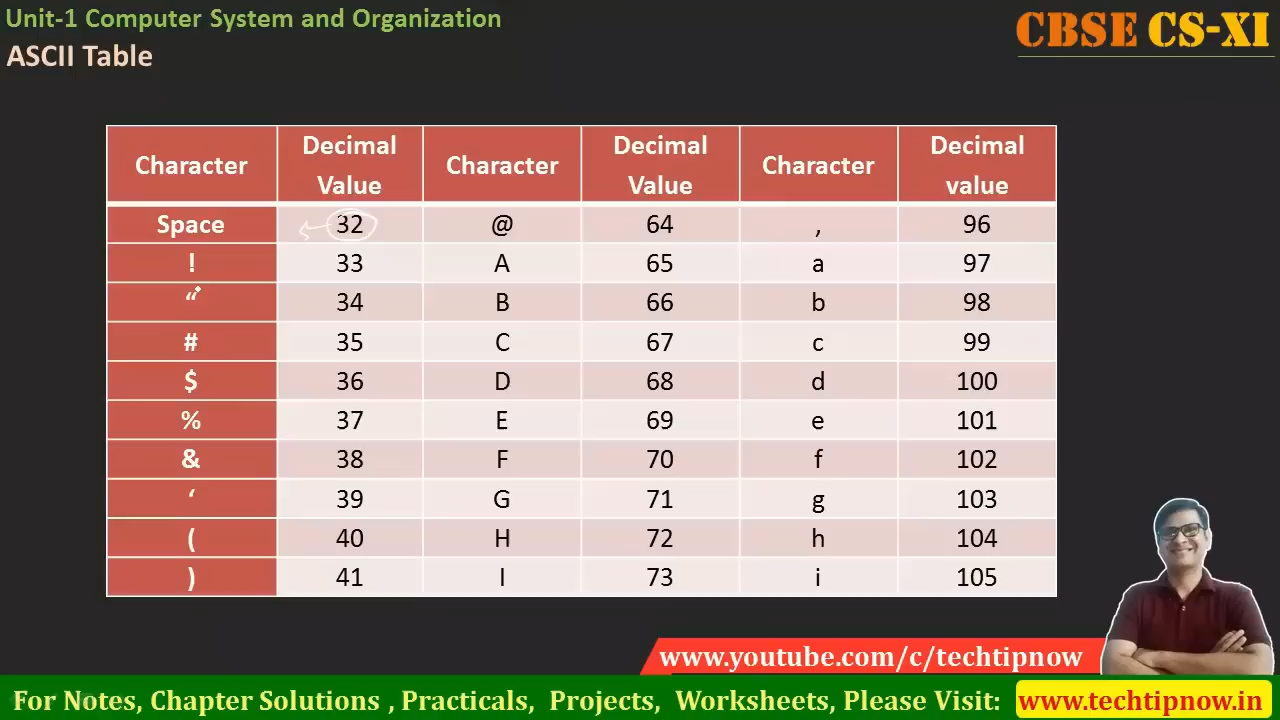 Unit-1 Computer System and Organization
CBSE CS-XI
ASCII Table
Character Decimal Value Character Decimal Value Character Decimal value
Space 32 @ 64 , 96
! 33 A 65 a 97
“ 34 B 66 b 98
# 35 C 67 c 99
$ 36 D 68 d 100
% 37 E 69 e 101
& 38 F 70 f 102
‘ 39 G 71 g 103
( 40 H 72 h 104
) 41 I 73 i 105
www.youtube.com/c/techtipnow
For Notes, Chapter Solutions , Practicals, Projects, Worksheets, Please Visit: www.techtipnow.in